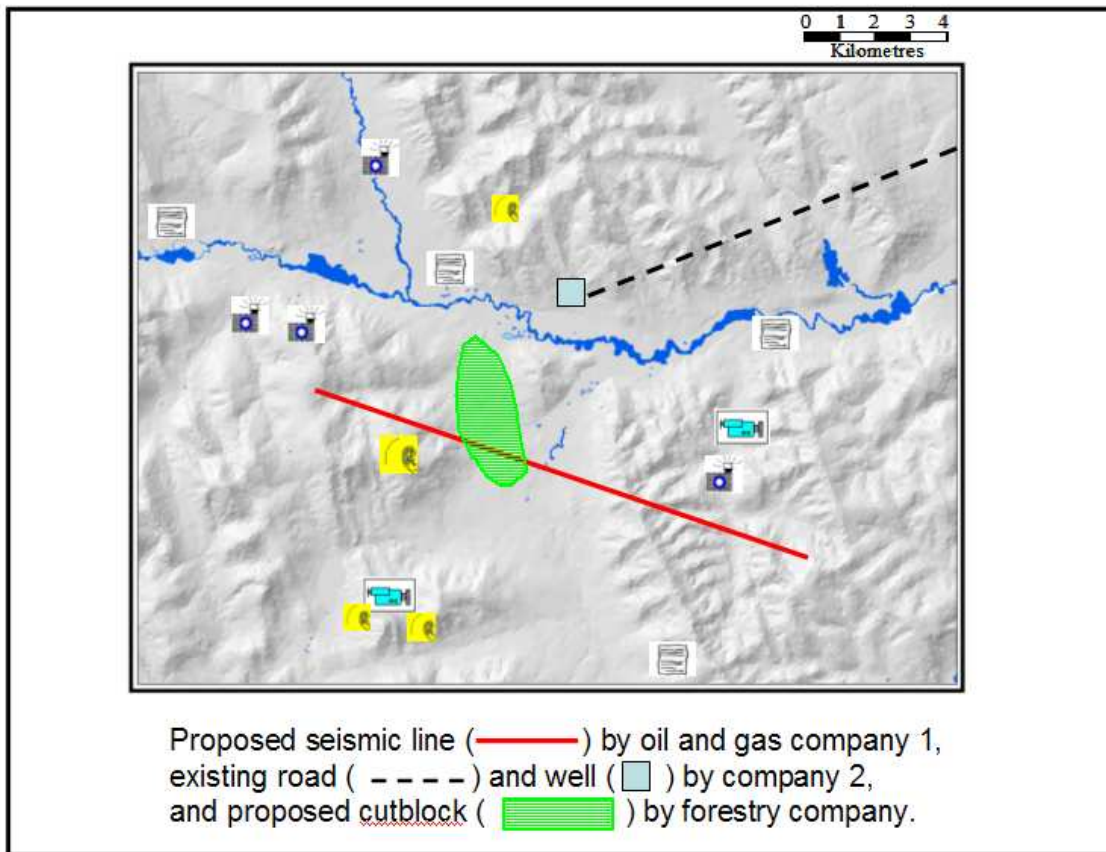 0 1 2 3 4
Kilometres
Proposed seismic line ( ) by oil and gas company 1,
existing road ( ) and well ( ) by company 2,
and proposed cutblock ( ) by forestry company.